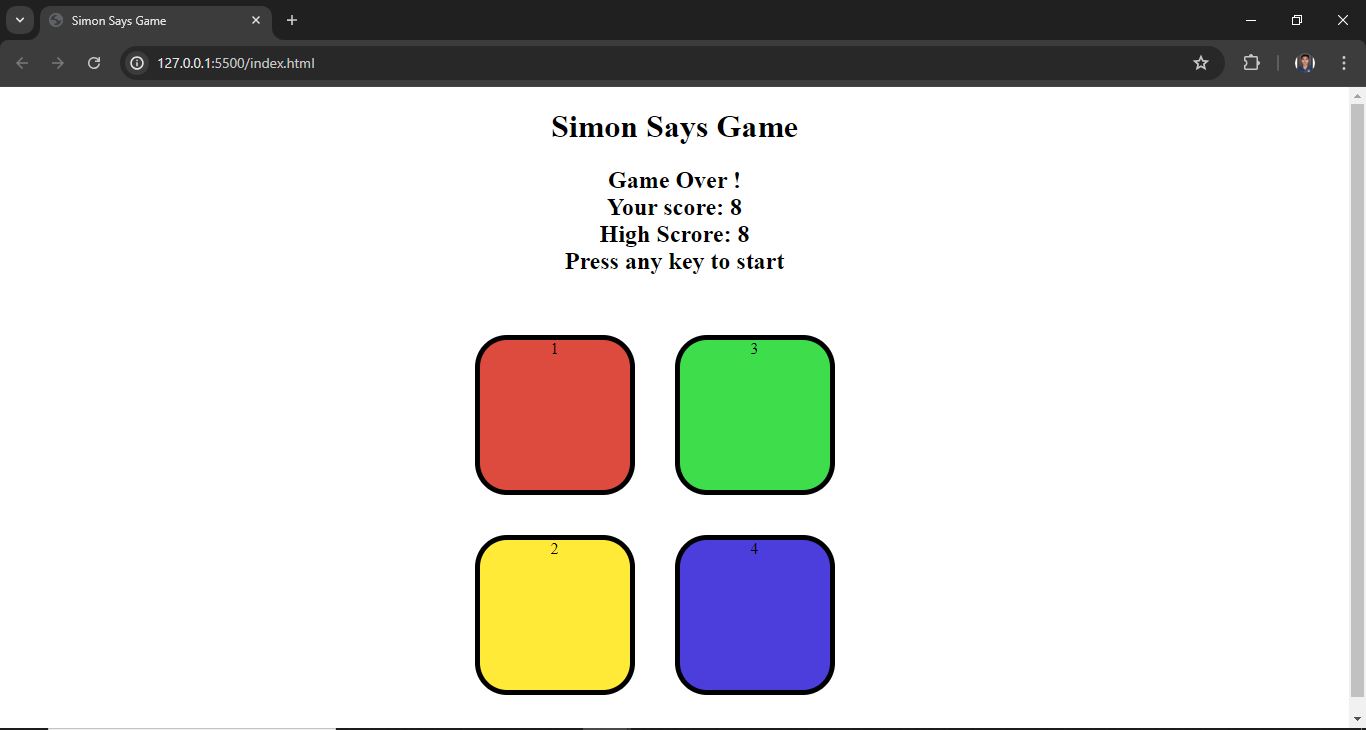 Simon Says Game
127.0.0.1:5500/index.html
Simon Says Game
Game Over !
Your score: 8
High Scrore: 8
Press any key to start
1
3
2
4